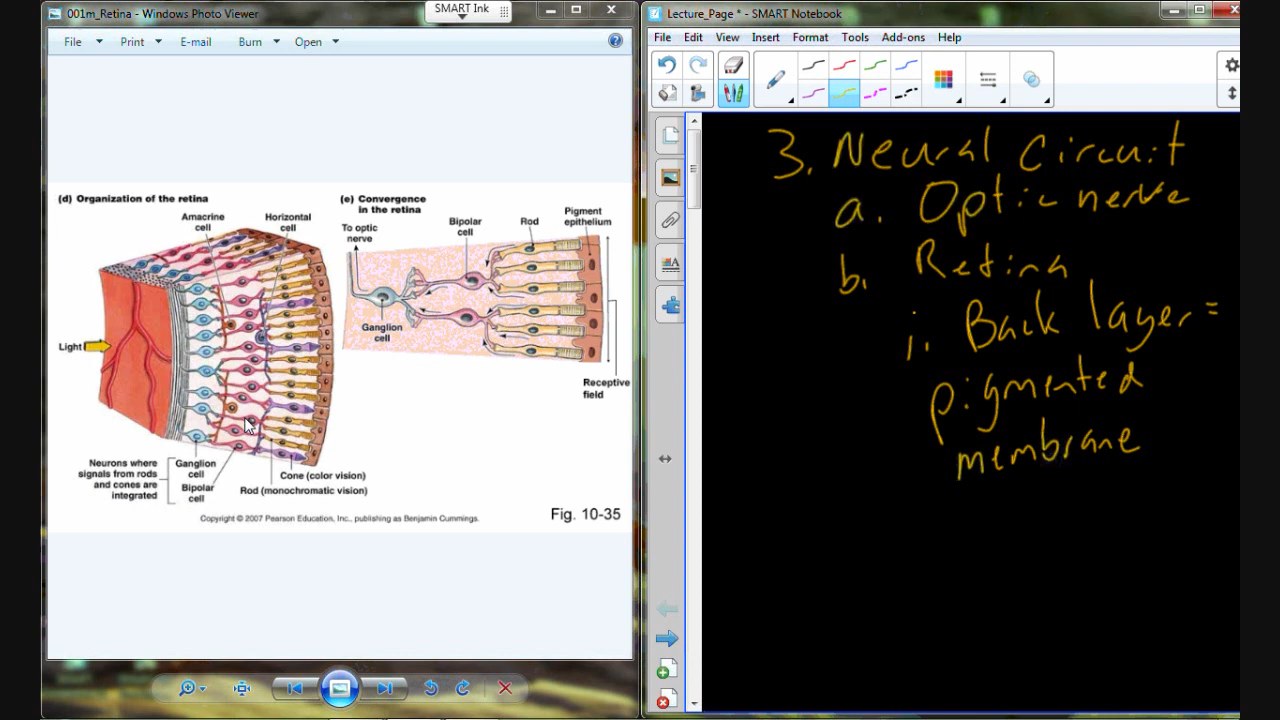 001m_Retina - Windows Photo Viewer
SMART Ink
File Print E-mail Burn Open
(d) Organization of the retina
Amacrine
cell
Horizontal
cell
Light
Neurons where
signals from rods
and cones are
integrated
Ganglion
cell
Bipolar
cell
Cone (color vision)
Rod (monochromatic vision)
(e) Convergence
in the retina
To optic
nerve
Bipolar
cell
Rod
Pigment
epithelium
Ganglion
cell
Receptive
field
Copyright © 2007 Pearson Education, Inc., publishing as Benjamin Cummings.
Fig. 10-35
Lecture_Page * - SMART Notebook
File Edit View Insert Format Tools Add-ons Help
3. Neural Circuit
a. Optic nerve
b. Retina
i. Back layer =
pigmented
membrane